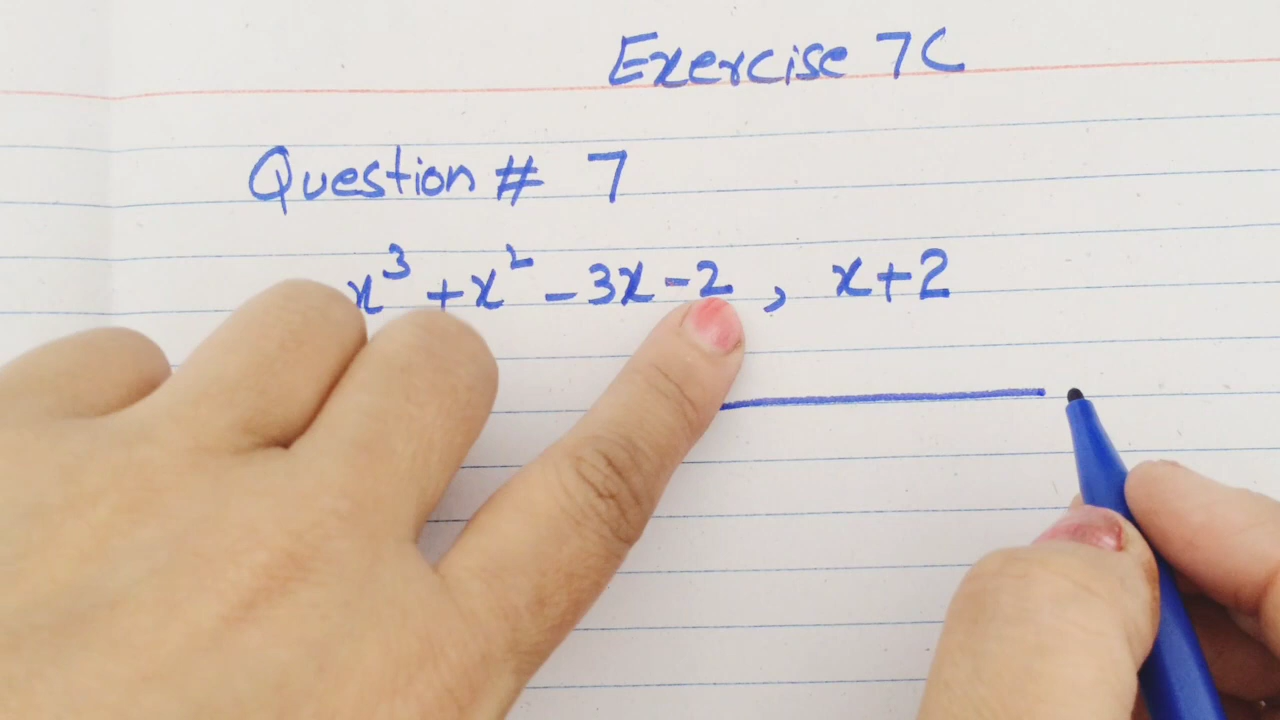 Exercise 7C
Question # 7
x³ + x² - 3x - 2 , x + 2